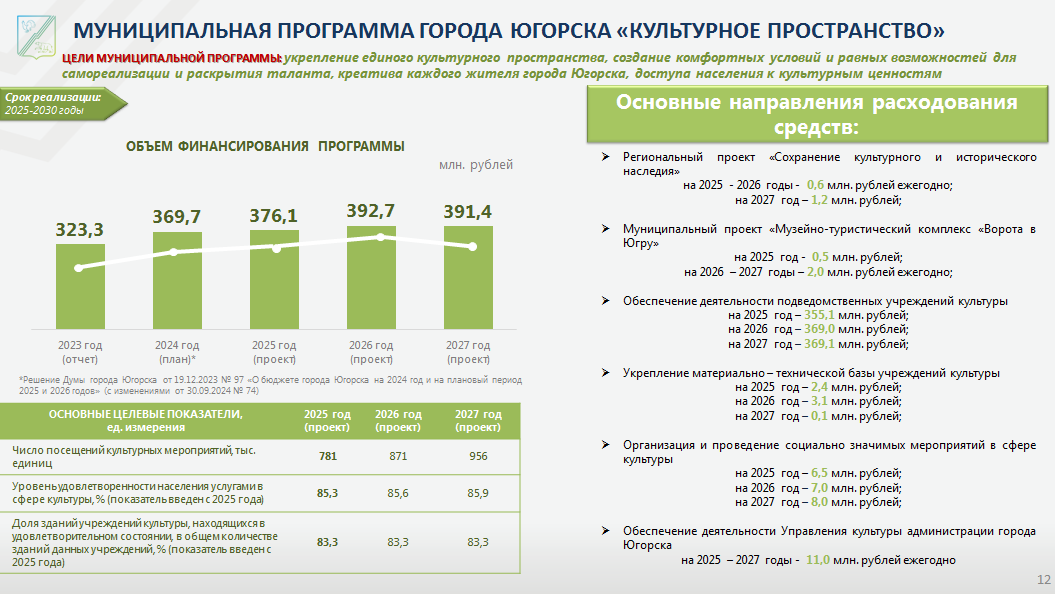 МУНИЦИПАЛЬНАЯ ПРОГРАММА ГОРОДА ЮГОРСКА «КУЛЬТУРНОЕ ПРОСТРАНСТВО»
ЦЕЛИ МУНИЦИПАЛЬНОЙ ПРОГРАММЫ: укрепление единого культурного пространства, создание комфортных условий и равных возможностей для
самореализации и раскрытия таланта, креатива каждого жителя города Югорска, доступа населения к культурным ценностям
Срок реализации:
2025-2030 годы
ОБЪЕМ ФИНАНСИРОВАНИЯ ПРОГРАММЫ
млн. рублей
323,3 369,7 376,1 392,7 391,4
2023 год 2024 год 2025 год 2026 год 2027 год
(отчет) (план)* (проект) (проект) (проект)
*Решение Думы города Югорска от 19.12.2023 № 97 «О бюджете города Югорска на 2024 год и на плановый период
2025 и 2026 годов» (с изменениями от 30.09.2024 № 74)
ОСНОВНЫЕ ЦЕЛЕВЫЕ ПОКАЗАТЕЛИ, 2025 год 2026 год 2027 год
ед. измерения (проект) (проект) (проект)
Число посещений культурных мероприятий, тыс.
единиц 781 871 956
Уровень удовлетворенности населения услугами в
сфере культуры, % (показатель введен с 2025 года) 85,3 85,6 85,9
Доля зданий учреждений культуры, находящихся в
удовлетворительном состоянии, в общем количестве
зданий данных учреждений, % (показатель введен с 83,3 83,3 83,3
2025 года)
Основные направления расходования
средств:
➢ Региональный проект «Сохранение культурного и исторического
наследия»
на 2025 - 2026 годы - 0,6 млн. рублей ежегодно;
на 2027 год – 1,2 млн. рублей;
➢ Муниципальный проект «Музейно-туристический комплекс «Ворота в
Югру»
на 2025 год - 0,5 млн. рублей;
на 2026 – 2027 годы – 2,0 млн. рублей ежегодно;
➢ Обеспечение деятельности подведомственных учреждений культуры
на 2025 год – 355,1 млн. рублей;
на 2026 год – 369,0 млн. рублей;
на 2027 год – 369,1 млн. рублей;
➢ Укрепление материально – технической базы учреждений культуры
на 2025 год – 2,4 млн. рублей;
на 2026 год – 3,1 млн. рублей;
на 2027 год – 0,1 млн. рублей;
➢ Организация и проведение социально значимых мероприятий в сфере
культуры
на 2025 год – 6,5 млн. рублей;
на 2026 год – 7,0 млн. рублей;
на 2027 год – 8,0 млн. рублей;
➢ Обеспечение деятельности Управления культуры администрации города
Югорска
на 2025 – 2027 годы - 11,0 млн. рублей ежегодно
12